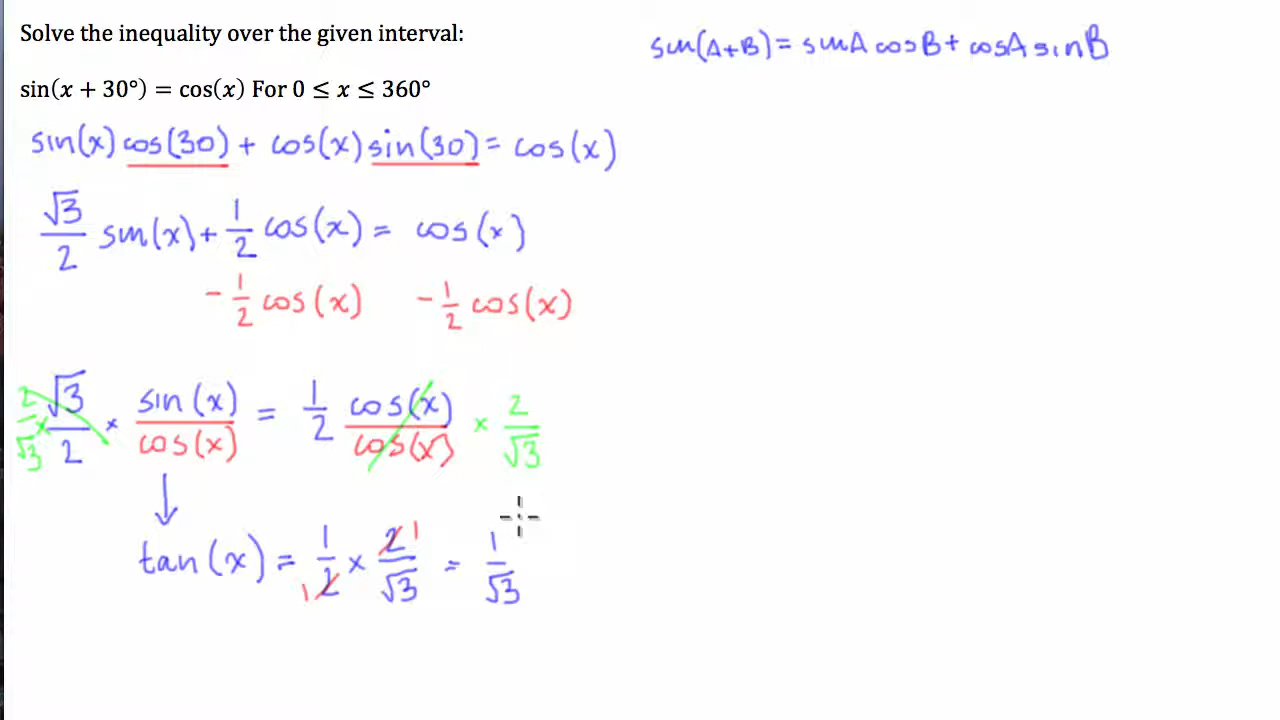 Solve the inequality over the given interval:
sin(A+B) = sinA cosB + cosA sinB
sin(x + 30°) = cos(x) For 0 ≤ x ≤ 360°
sin(x) cos(30) + cos(x) sin(30) = cos(x)
√3/2 sin(x) + 1/2 cos(x) = cos(x)
- 1/2 cos(x) - 1/2 cos(x)
2/√3 × √3/2 × sin(x)/cos(x) = 1/2 cos(x)/cos(x) × 2/√3
↓
tan(x) = 1/2 × 2/√3 = 1/√3
1 1